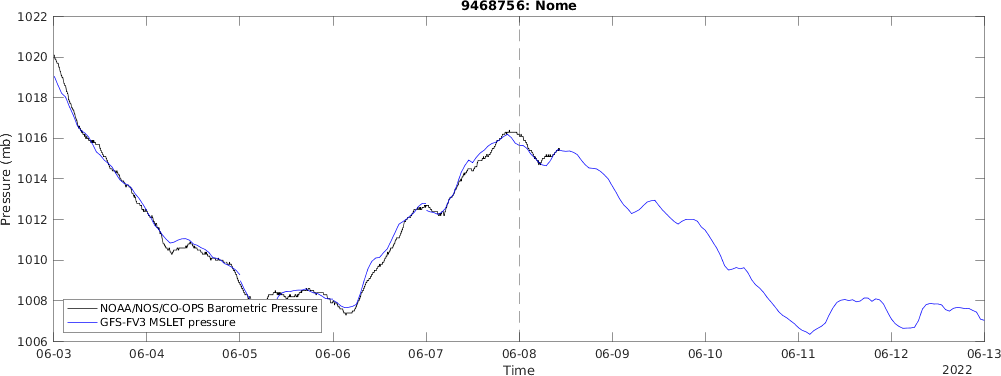 9468756: Nome
Pressure (mb)
1022
1020
1018
1016
1014
1012
1010
1008
1006
NOAA/NOS/CO-OPS Barometric Pressure
GFS-FV3 MSLET pressure
06-03 06-04 06-05 06-06 06-07 06-08 06-09 06-10 06-11 06-12 06-13
Time
2022